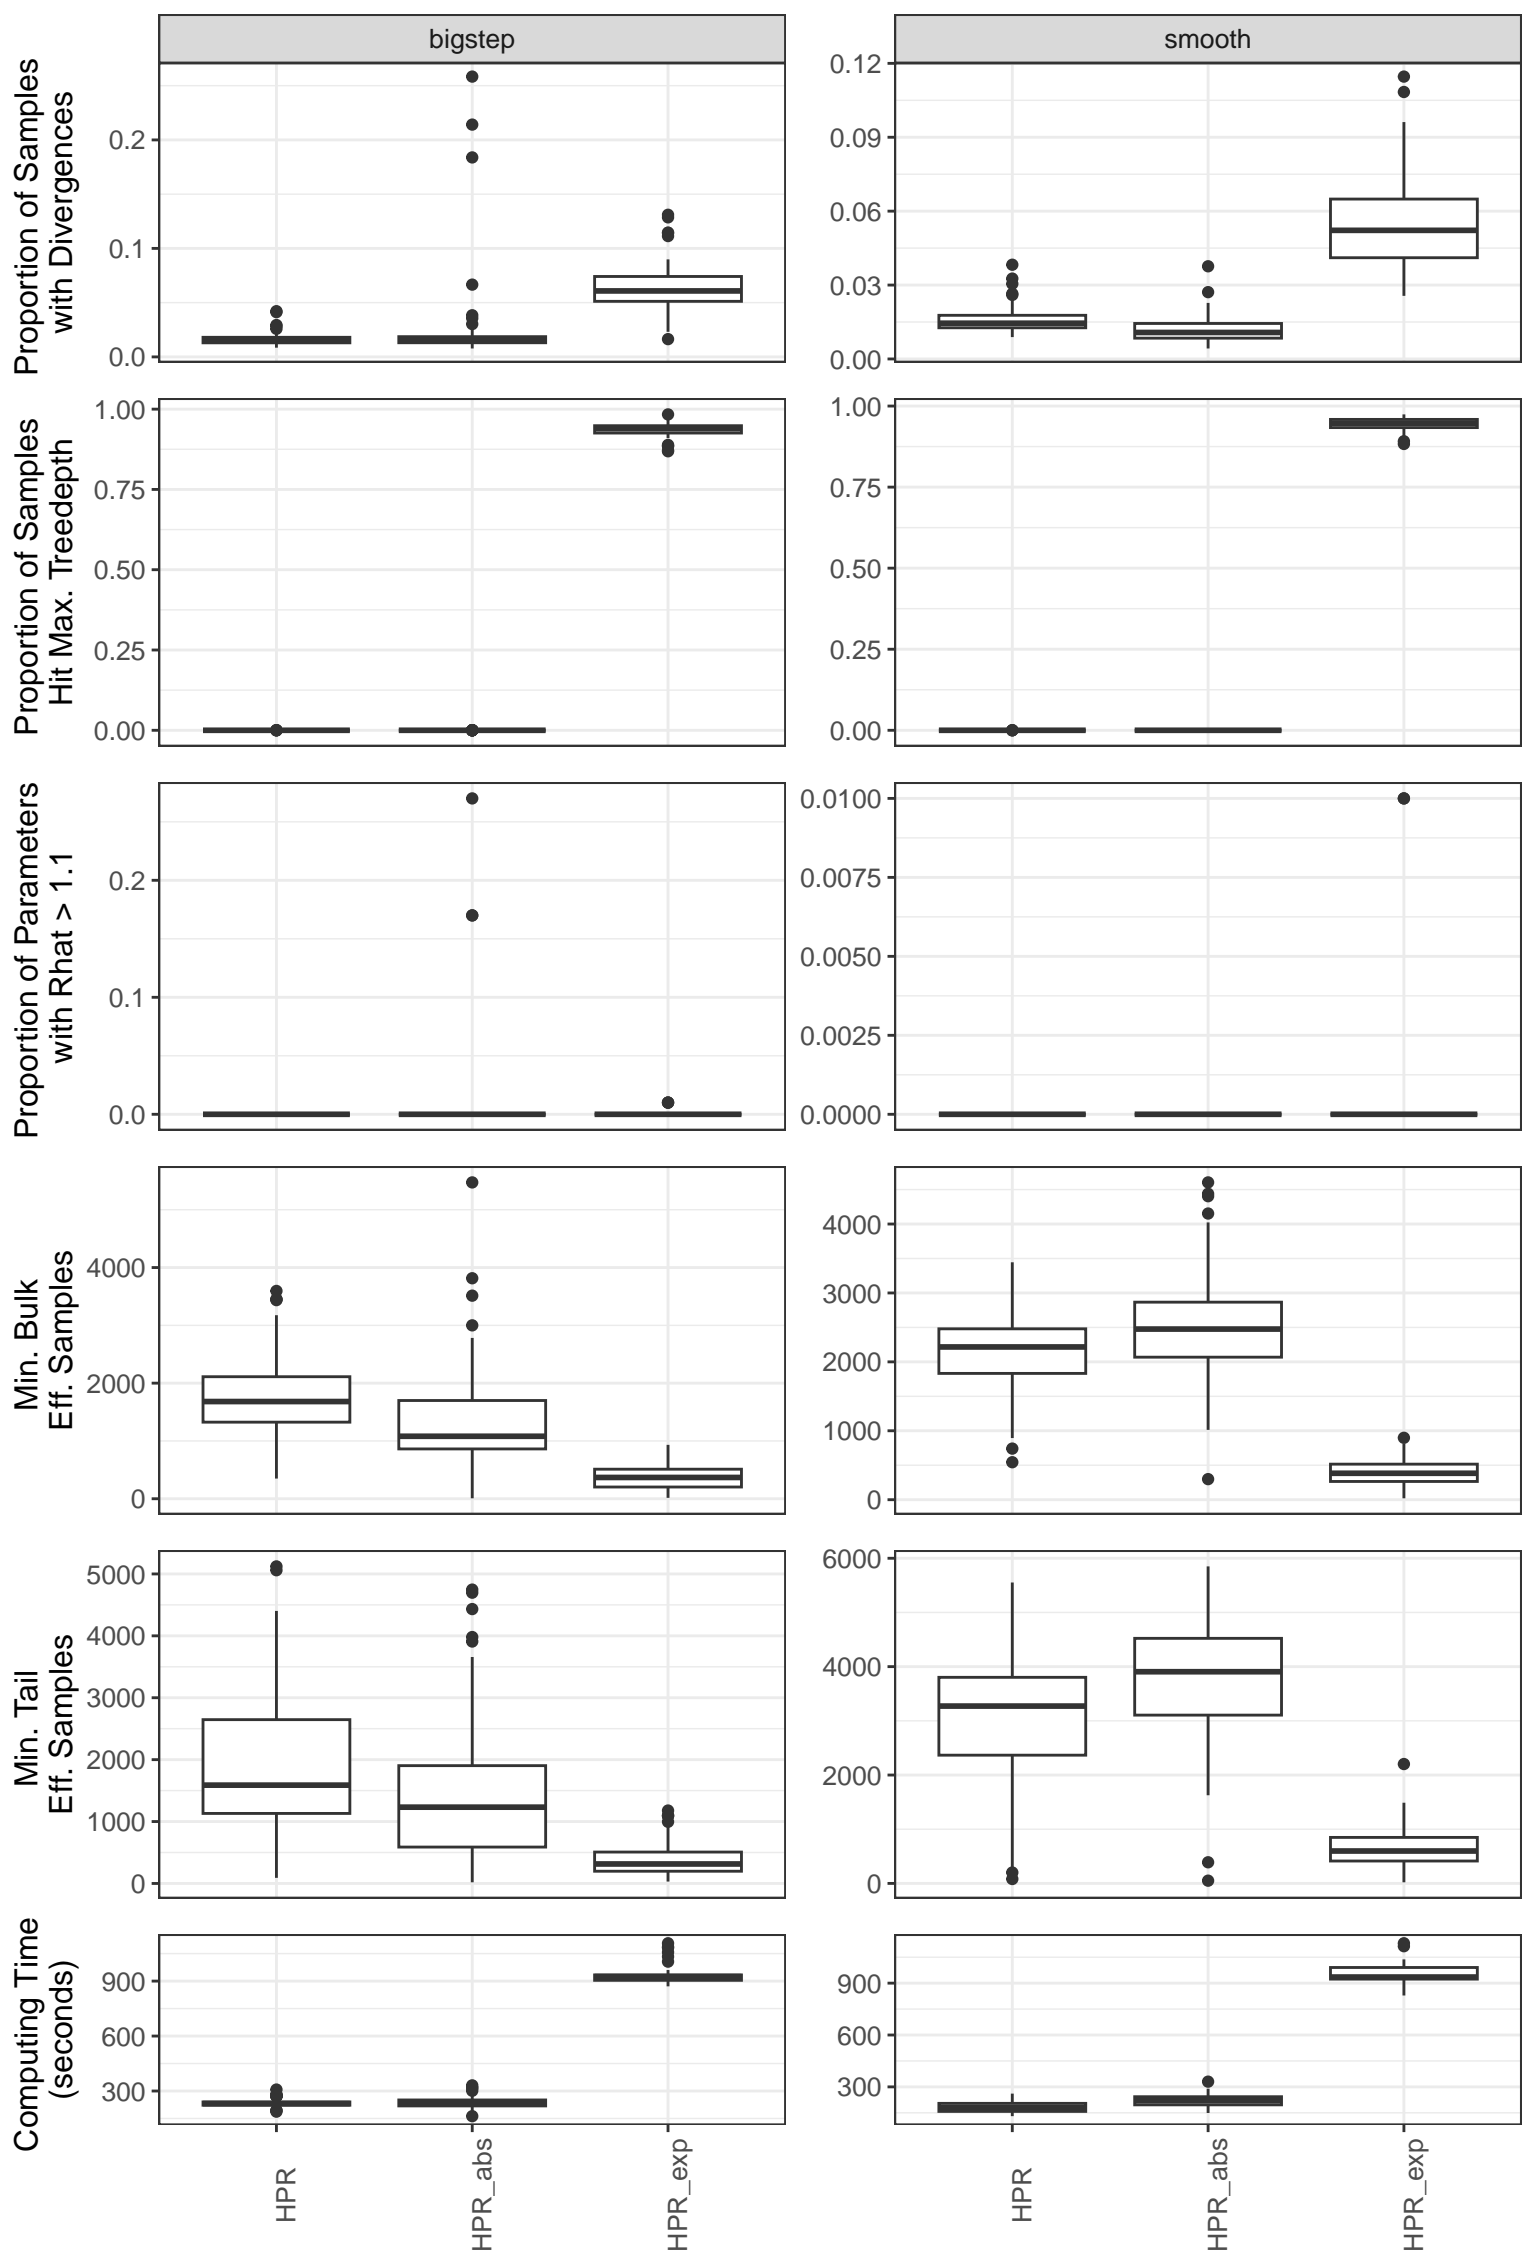 bigstep
smooth
Proportion of Samples
with Divergences
0.2
0.1
0.0
0.12
0.09
0.06
0.03
0.00
Proportion of Samples
Hit Max. Treedepth
1.00
0.75
0.50
0.25
0.00
1.00
0.75
0.50
0.25
0.00
Proportion of Parameters
with Rhat > 1.1
0.2
0.1
0.0
0.0100
0.0075
0.0050
0.0025
0.0000
Min. Bulk
Eff. Samples
4000
2000
0
4000
3000
2000
1000
0
Min. Tail
Eff. Samples
5000
4000
3000
2000
1000
0
6000
4000
2000
0
Computing Time
(seconds)
900
600
300
900
600
300
HPR
HPR_abs
HPR_exp
HPR
HPR_abs
HPR_exp